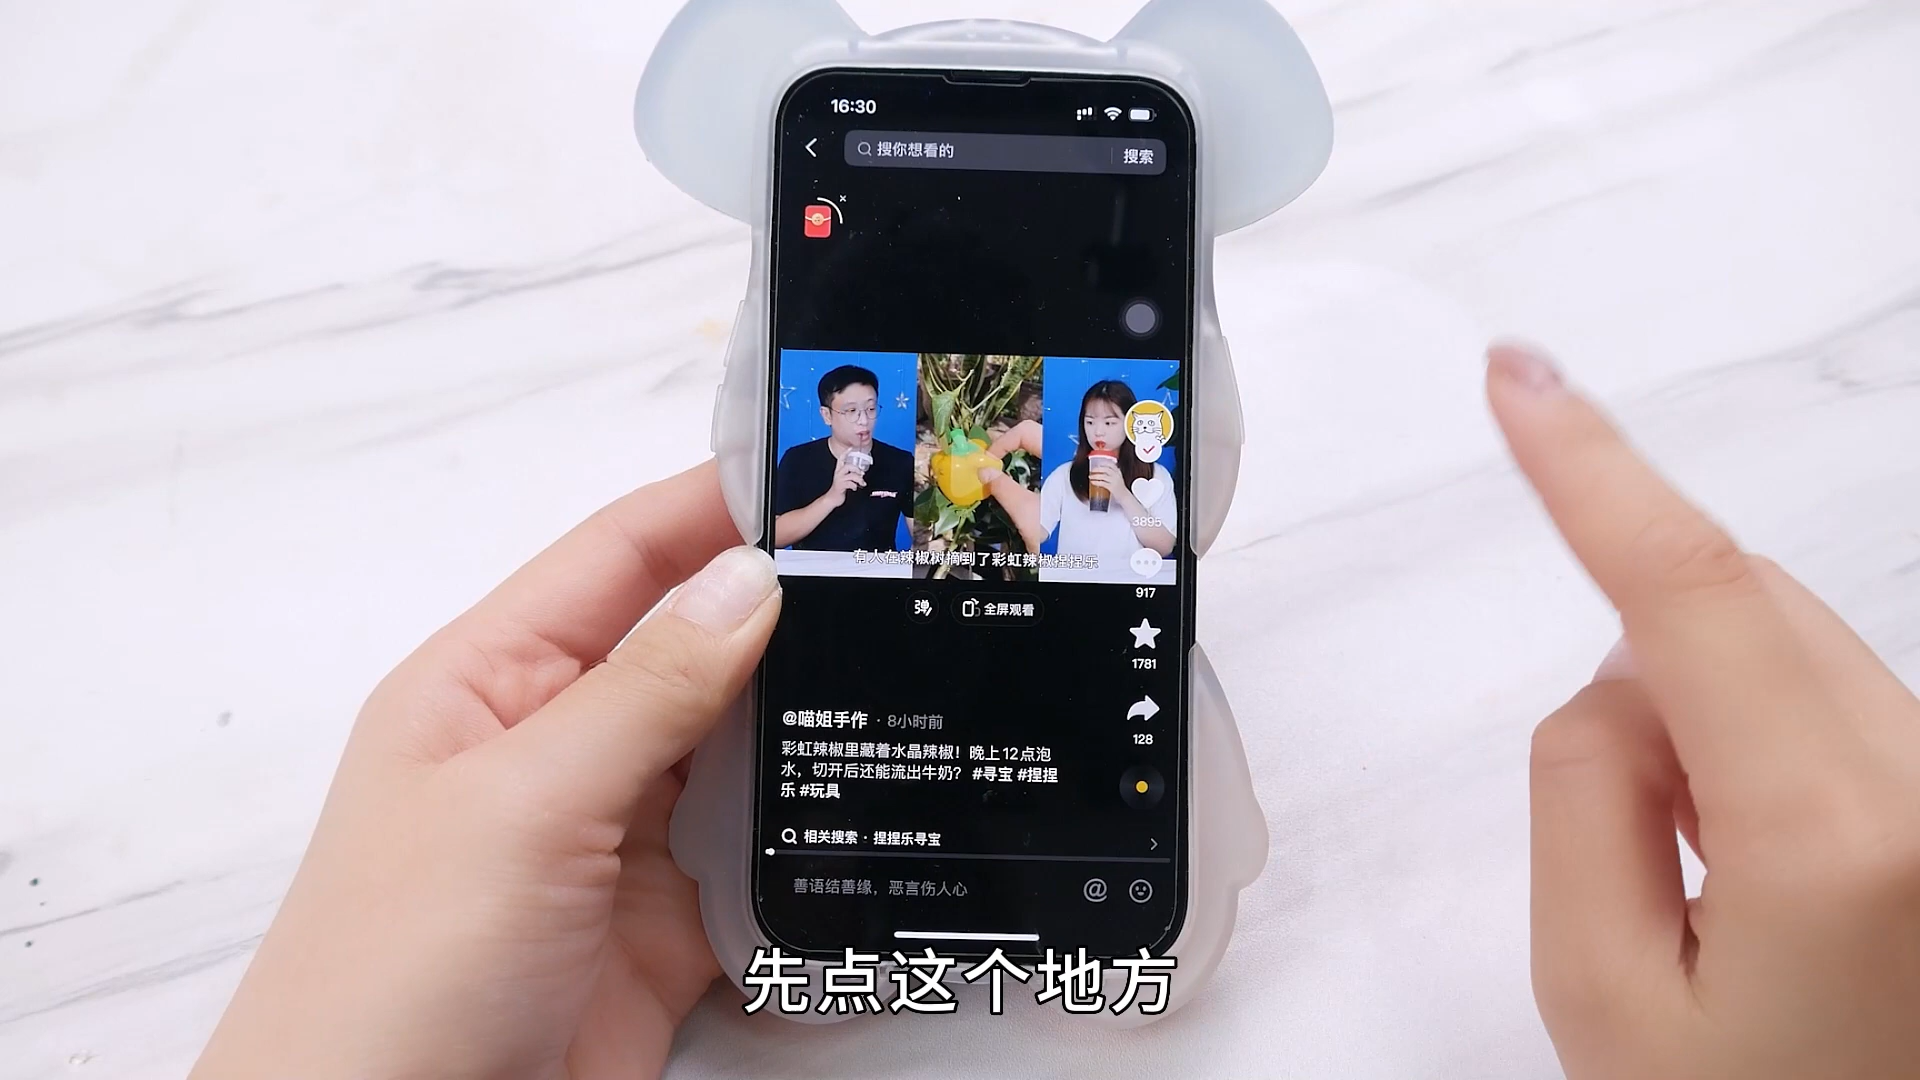 16:30
搜你想看的
搜索
3895
有人在辣椒树摘到了彩虹辣椒捏捏乐
917
弹
全屏观看
1781
@喵姐手作 · 8小时前
128
彩虹辣椒里藏着水晶辣椒！晚上12点泡
水，切开后还能流出牛奶？ #寻宝 #捏捏
乐 #玩具
相关搜索 · 捏捏乐寻宝
善语结善缘，恶言伤人心
@
先点这个地方